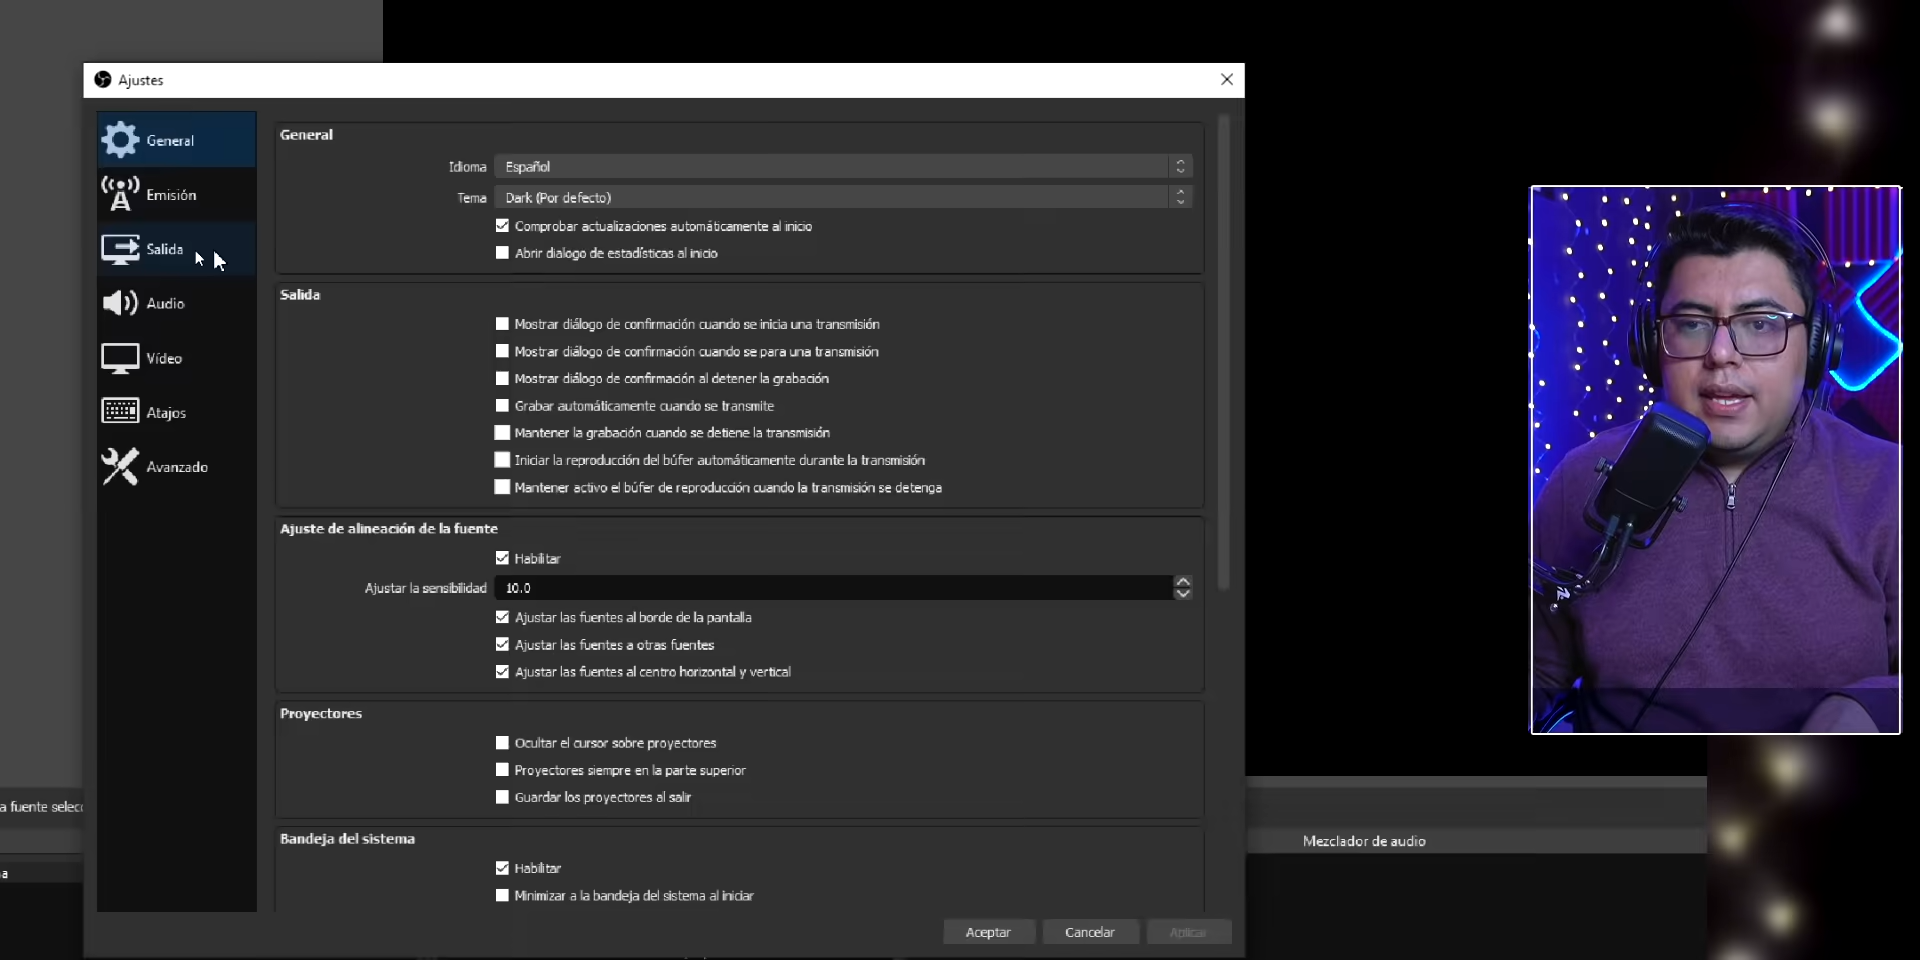 Ajustes
General
Emisión
Salida
Audio
Vídeo
Atajos
Avanzado
General
Idioma Español
Tema Dark (Por defecto)
Comprobar actualizaciones automáticamente al inicio
Abrir dialogo de estadísticas al inicio
Salida
Mostrar diálogo de confirmación cuando se inicia una transmisión
Mostrar diálogo de confirmación cuando se para una transmisión
Mostrar diálogo de confirmación al detener la grabación
Grabar automáticamente cuando se transmite
Mantener la grabación cuando se detiene la transmisión
Iniciar la reproducción del búfer automáticamente durante la transmisión
Mantener activo el búfer de reproducción cuando la transmisión se detenga
Ajuste de alineación de la fuente
Habilitar
Ajustar la sensibilidad 10.0
Ajustar las fuentes al borde de la pantalla
Ajustar las fuentes a otras fuentes
Ajustar las fuentes al centro horizontal y vertical
Proyectores
Ocultar el cursor sobre proyectores
Proyectores siempre en la parte superior
Guardar los proyectores al salir
Bandeja del sistema
Habilitar
Minimizar a la bandeja del sistema al iniciar
Aceptar Cancelar Aplicar
a fuente selecc
Mezclador de audio